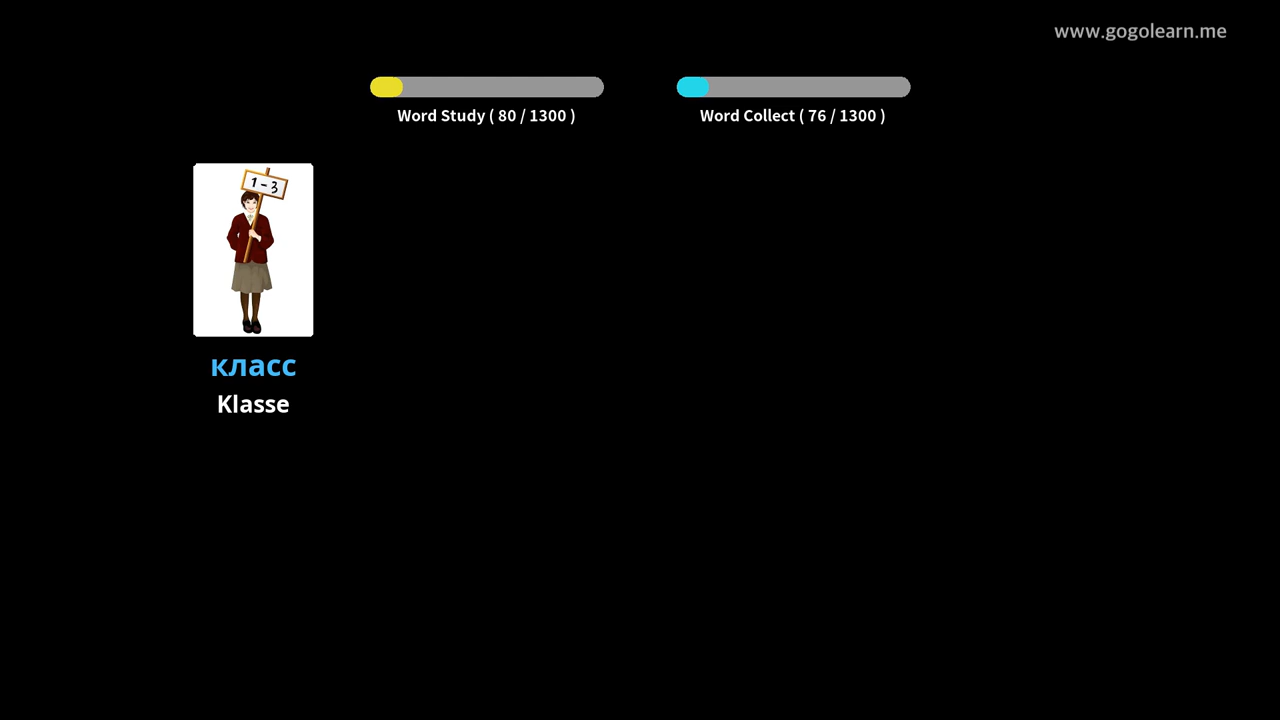 www.gogolearn.me
Word Study ( 80 / 1300 )
Word Collect ( 76 / 1300 )
1-3
класс
Klasse